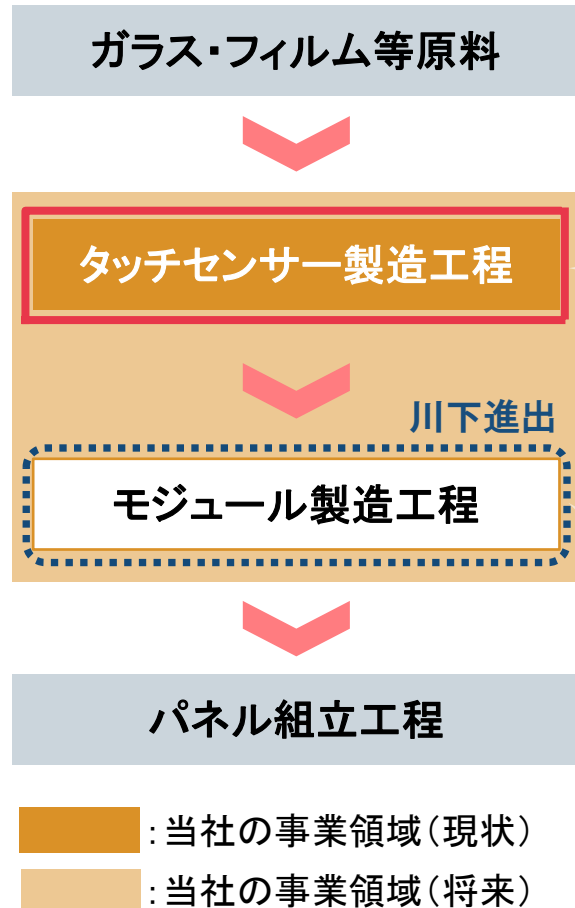 ガラス・フィルム等原料
タッチセンサー製造工程
川下進出
モジュール製造工程
パネル組立工程
：当社の事業領域（現状）
：当社の事業領域（将来）